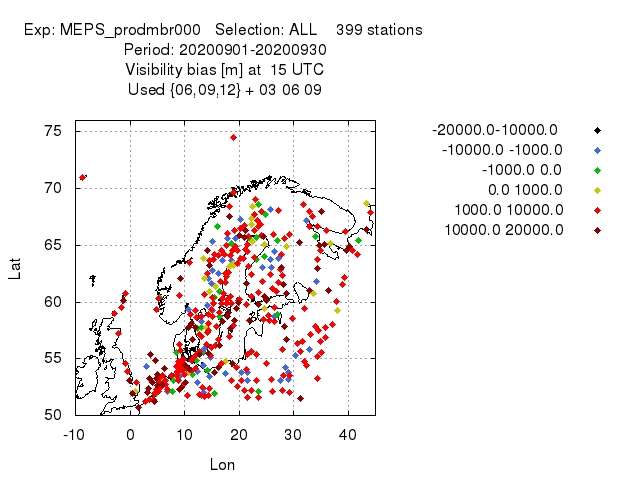 Exp: MEPS_prodmbr000 Selection: ALL 399 stations
Period: 20200901-20200930
Visibility bias [m] at 15 UTC
Used {06,09,12} + 03 06 09
-20000.0-10000.0
-10000.0 -1000.0
-1000.0 0.0
0.0 1000.0
1000.0 10000.0
10000.0 20000.0
Lat
75
70
65
60
55
50
-10 0 10 20 30 40
Lon